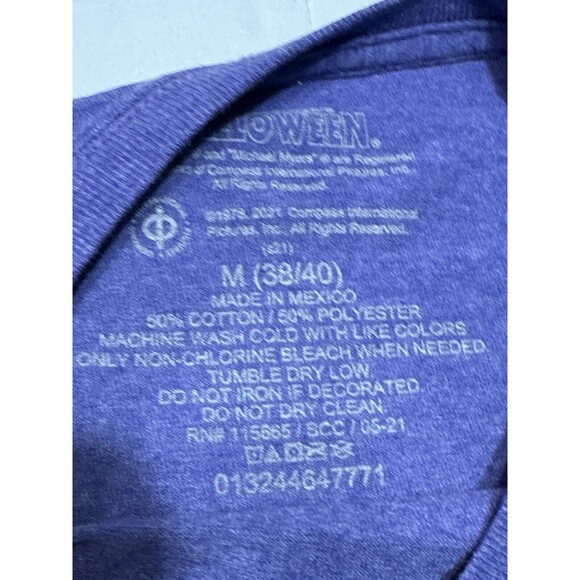 LLOWEEN®
and "Michael Myers" ® are Registered
of Compass International Pictures, Inc.
All Rights Reserved.
©1978, 2021 Compass International
Pictures, Inc., All Rights Reserved.
(s21)
M (38/40)
MADE IN MEXICO
50% COTTON / 50% POLYESTER
MACHINE WASH COLD WITH LIKE COLORS
ONLY NON-CHLORINE BLEACH WHEN NEEDED
TUMBLE DRY LOW
DO NOT IRON IF DECORATED.
DO NOT DRY CLEAN
RN# 115665 / SCC / 05-21
013244647771